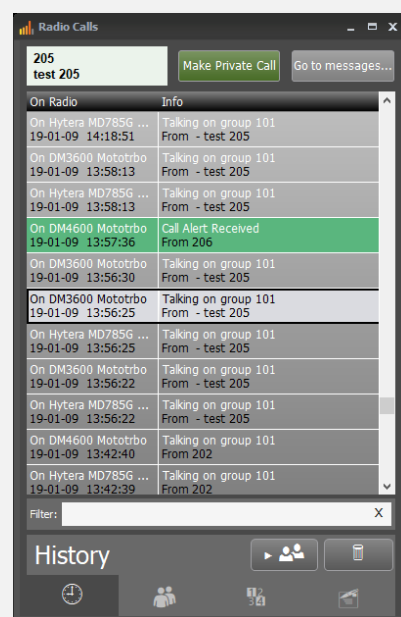 Radio Calls
205
test 205
Make Private Call
Go to messages...
On Radio Info
On Hytera MD785G ... Talking on group 101
19-01-09 14:18:51 From - test 205
On DM3600 Mototrbo Talking on group 101
19-01-09 13:58:13 From - test 205
On Hytera MD785G ... Talking on group 101
19-01-09 13:58:13 From - test 205
On DM4600 Mototrbo Call Alert Received
19-01-09 13:57:36 From 206
On DM3600 Mototrbo Talking on group 101
19-01-09 13:56:30 From - test 205
On DM3600 Mototrbo Talking on group 101
19-01-09 13:56:25 From - test 205
On Hytera MD785G ... Talking on group 101
19-01-09 13:56:25 From - test 205
On DM3600 Mototrbo Talking on group 101
19-01-09 13:56:22 From - test 205
On Hytera MD785G ... Talking on group 101
19-01-09 13:56:22 From - test 205
On DM4600 Mototrbo Talking on group 101
19-01-09 13:42:40 From 202
On Hytera MD785G ... Talking on group 101
19-01-09 13:42:39 From 202
Filter: X
History
1 2
3 4